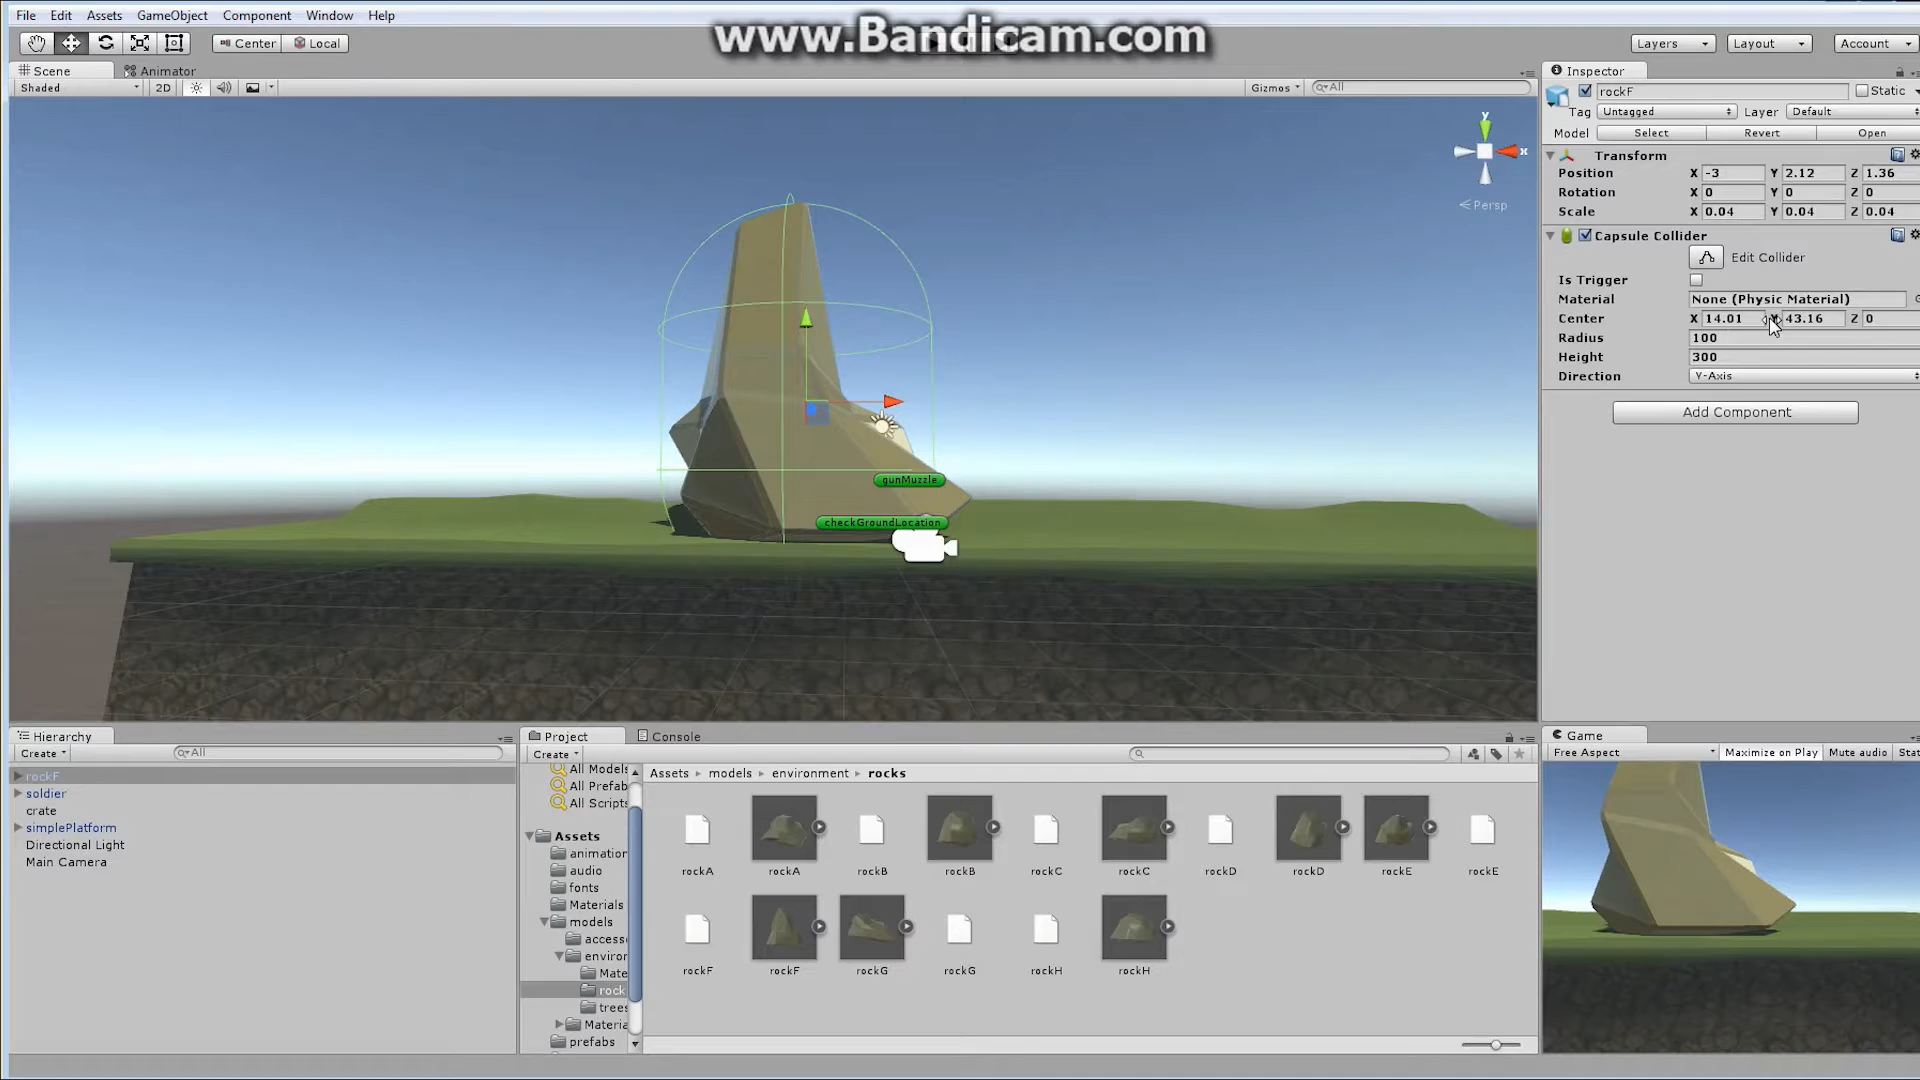 File Edit Assets GameObject Component Window Help
www.Bandicam.com
Center Local
Layers Layout Account
Scene Animator
Shaded 2D Gizmos All
y
x
Persp
gunMuzzle
checkGroundLocation
Inspector
rockF Static
Tag Untagged Layer Default
Model Select Revert Open
Transform
Position X -3 Y 2.12 Z 1.36
Rotation X 0 Y 0 Z 0
Scale X 0.04 Y 0.04 Z 0.04
Capsule Collider
Edit Collider
Is Trigger
Material None (Physic Material)
Center X 14.01 Y 43.16 Z 0
Radius 100
Height 300
Direction Y-Axis
Add Component
Hierarchy
Create All
rockF
soldier
crate
simplePlatform
Directional Light
Main Camera
Project Console
Create
All Models
All Prefab
All Scripts
Assets
animation
audio
fonts
Materials
models
access
environ
Mate
rock
trees
Materia
prefabs
Assets models environment rocks
rockA rockA rockB rockB rockC rockC rockD rockD rockE rockE
rockF rockF rockG rockG rockH rockH
Game
Free Aspect Maximize on Play Mute audio Stat